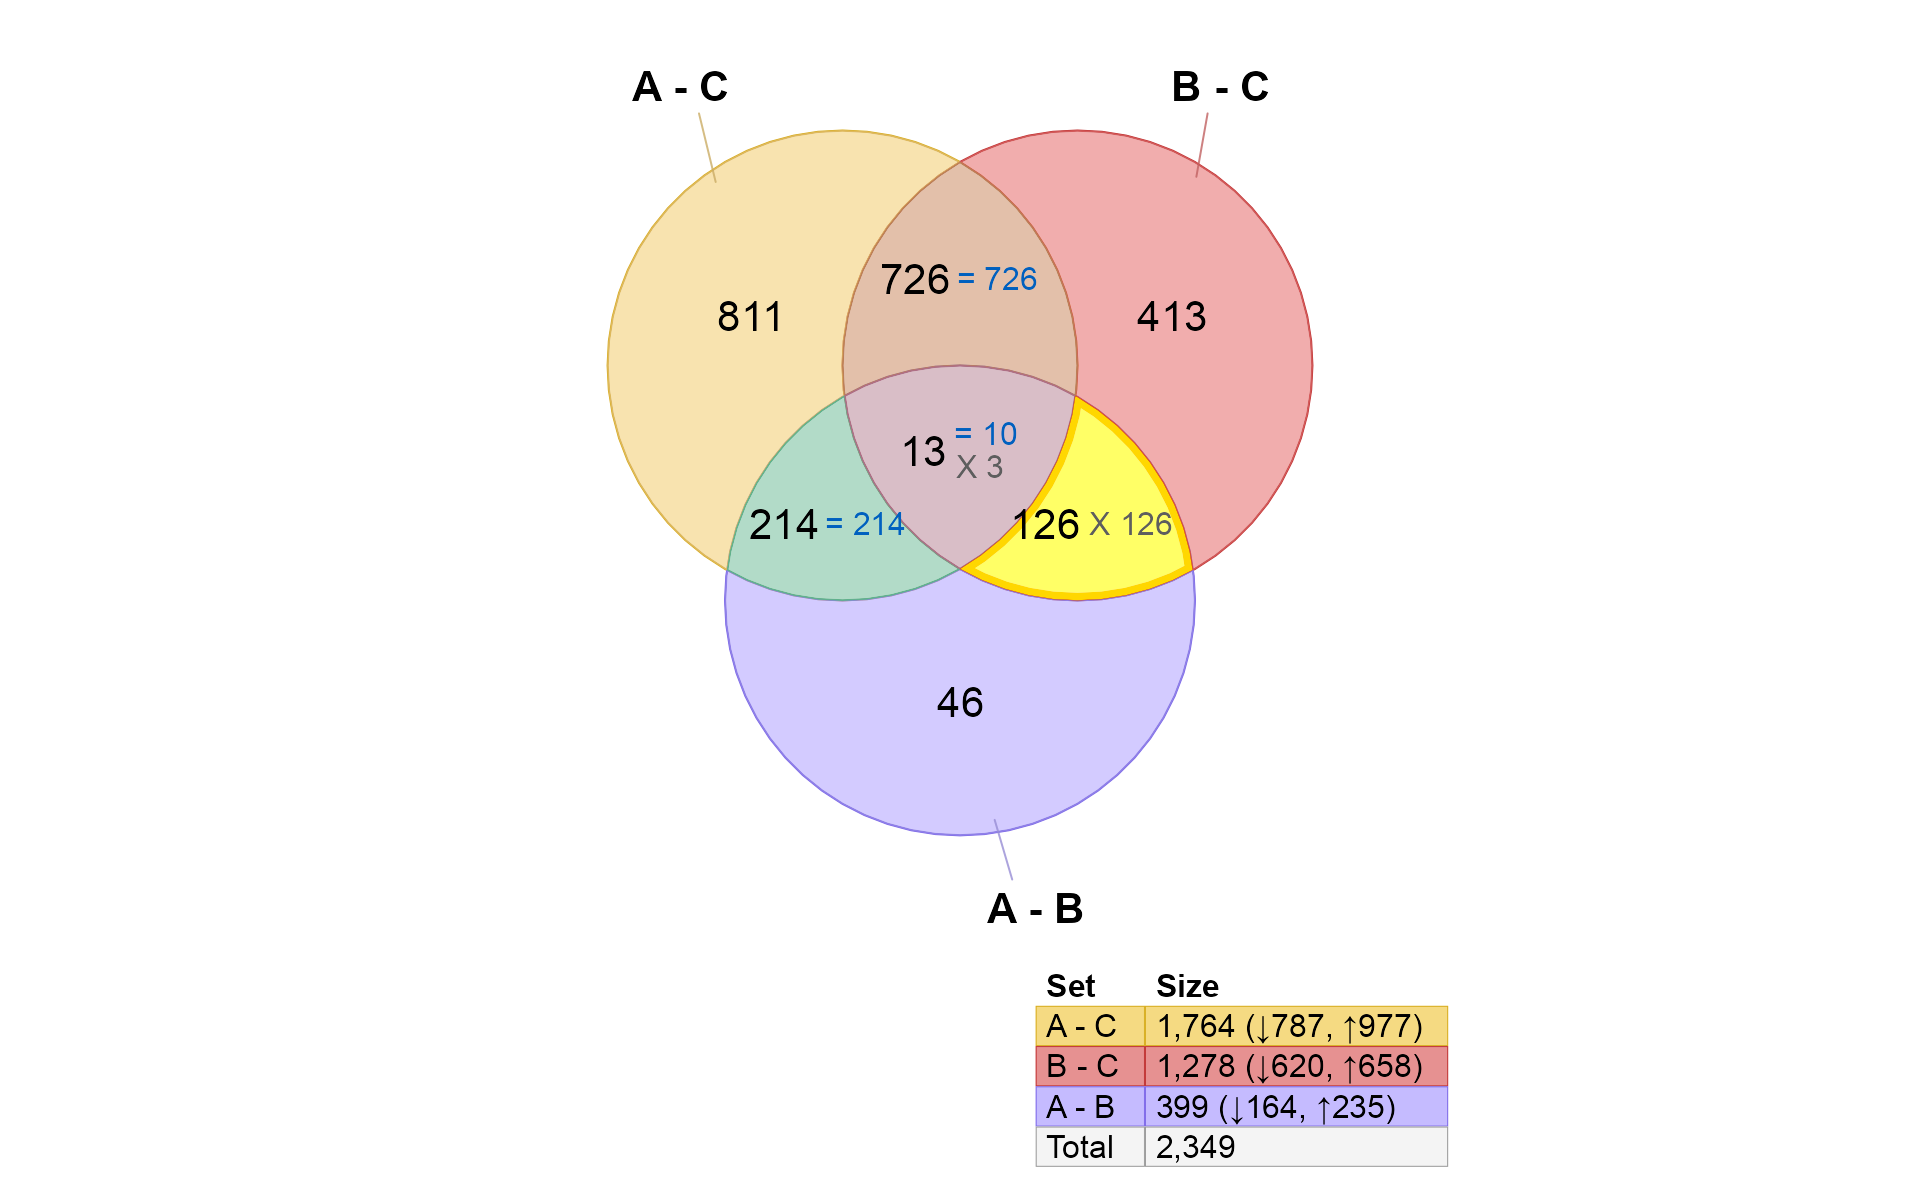 A - C
B - C
726 = 726
811
413
13 = 10
X 3
214 = 214
126 X 126
46
A - B
Set Size
A - C 1,764 (↓787, ↑977)
B - C 1,278 (↓620, ↑658)
A - B 399 (↓164, ↑235)
Total 2,349